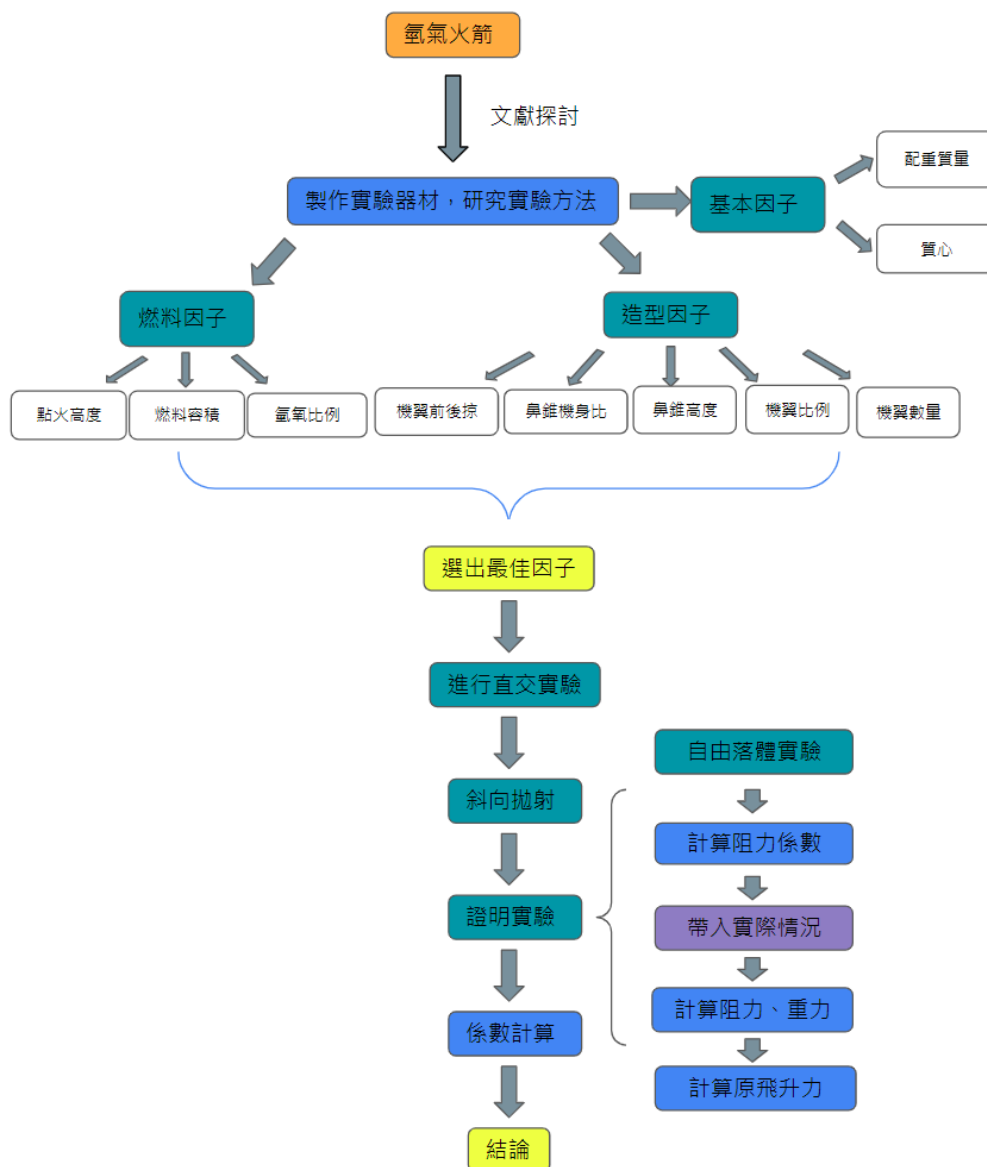 氫氣火箭
文獻探討
製作實驗器材，研究實驗方法
基本因子
配重質量
質心
燃料因子
造型因子
點火高度
燃料容積
氫氧比例
機翼前後掠
鼻錐機身比
鼻錐高度
機翼比例
機翼數量
選出最佳因子
進行直交實驗
斜向拋射
證明實驗
係數計算
結論
自由落體實驗
計算阻力係數
帶入實際情況
計算阻力、重力
計算原飛升力